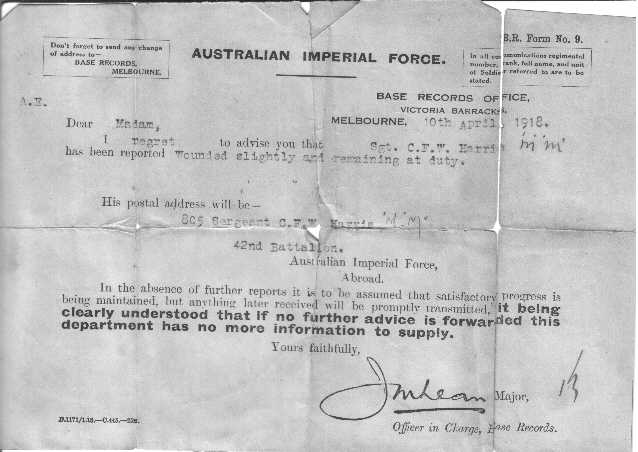 B.R. Form No. 9.
Don't forget to send any change
of address to—
BASE RECORDS,
MELBOURNE.
AUSTRALIAN IMPERIAL FORCE.
In all communications regimental
number, rank, full name, and unit
of Soldier referred to are to be
stated.
BASE RECORDS OFFICE,
VICTORIA BARRACKS,
A.E.
MELBOURNE, 10th April, 1918.
Dear Madam,
I regret to advise you that Sgt. C.F.W. Harris "M.M"
has been reported Wounded slightly and remaining at duty.
His postal address will be—
805 Sergeant C.F.W. Harris "M.M."
42nd Battalion.
Australian Imperial Force,
Abroad.
In the absence of further reports it is to be assumed that satisfactory progress is
being maintained, but anything later received will be promptly transmitted, it being
clearly understood that if no further advice is forwarded this
department has no more information to supply.
Yours faithfully,
JMLean Major,
Officer in Charge, Base Records.